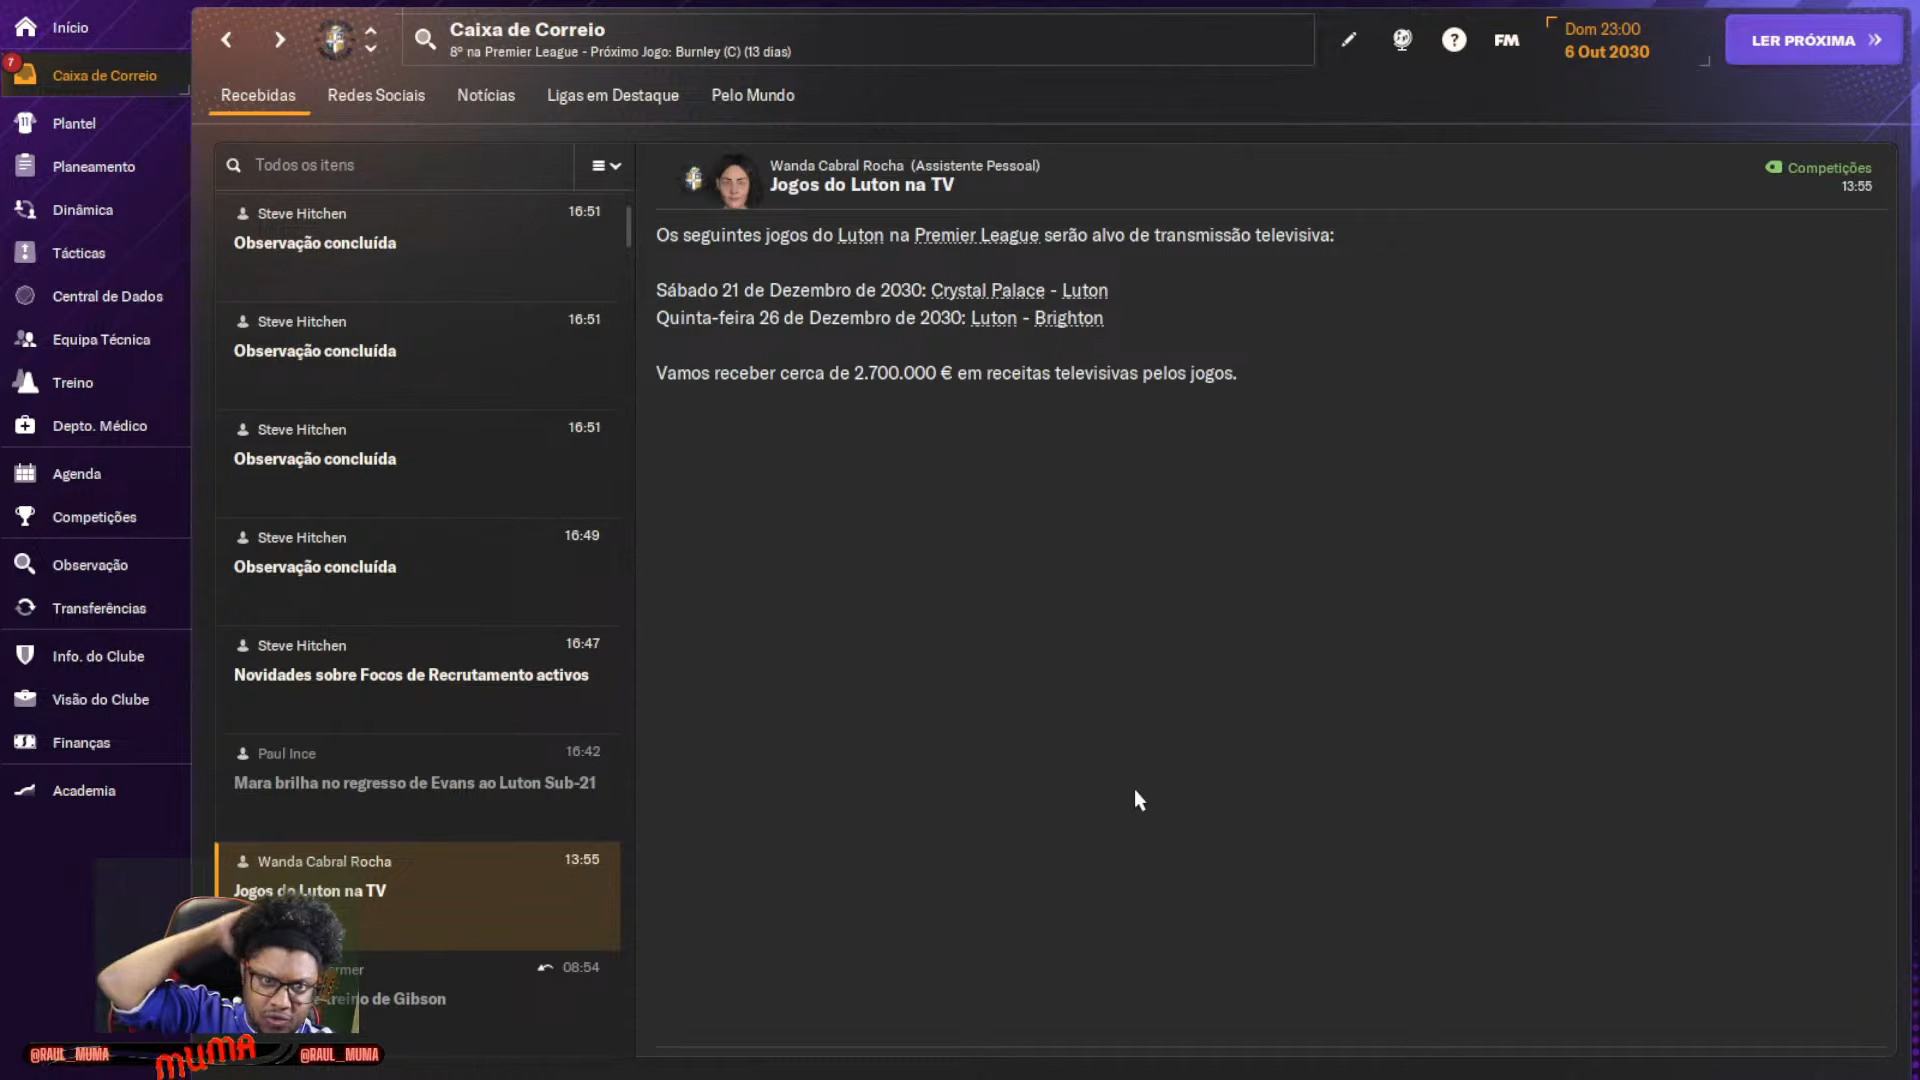 Início
7
Caixa de Correio
Plantel
Planeamento
Dinâmica
Tácticas
Central de Dados
Equipa Técnica
Treino
Depto. Médico
Agenda
Competições
Observação
Transferências
Info. do Clube
Visão do Clube
Finanças
Academia
Caixa de Correio
8º na Premier League - Próximo Jogo: Burnley (C) (13 dias)
?
FM
Dom 23:00
6 Out 2030
LER PRÓXIMA
Recebidas
Redes Sociais
Notícias
Ligas em Destaque
Pelo Mundo
Todos os itens
Steve Hitchen
16:51
Observação concluída
Steve Hitchen
16:51
Observação concluída
Steve Hitchen
16:51
Observação concluída
Steve Hitchen
16:49
Observação concluída
Steve Hitchen
16:47
Novidades sobre Focos de Recrutamento activos
Paul Ince
16:42
Mara brilha no regresso de Evans ao Luton Sub-21
Wanda Cabral Rocha
13:55
Jogos do Luton na TV
08:54
de Gibson
Wanda Cabral Rocha (Assistente Pessoal)
Jogos do Luton na TV
Competições
13:55
Os seguintes jogos do Luton na Premier League serão alvo de transmissão televisiva:
Sábado 21 de Dezembro de 2030: Crystal Palace - Luton
Quinta-feira 26 de Dezembro de 2030: Luton - Brighton
Vamos receber cerca de 2.700.000 € em receitas televisivas pelos jogos.
@RAUL_MUMA
MUMA
@RAUL_MUMA